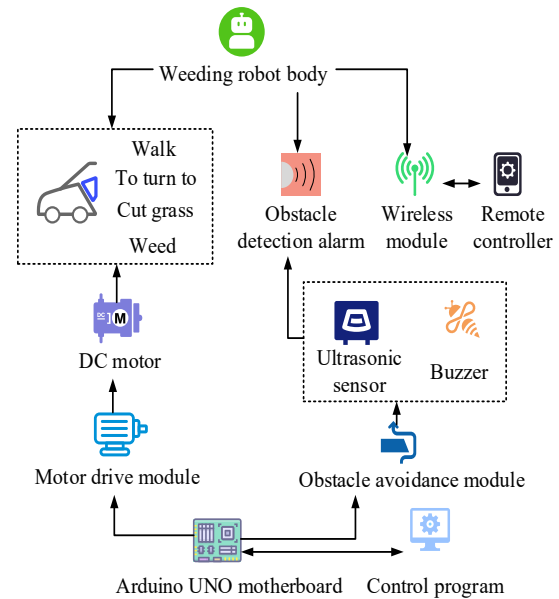 Weeding robot body
Walk
To turn to
Cut grass
Weed
Obstacle
detection alarm
Wireless
module
Remote
controller
DC
M
DC motor
Ultrasonic
sensor
Buzzer
Motor drive module
Obstacle avoidance module
Arduino UNO motherboard
Control program